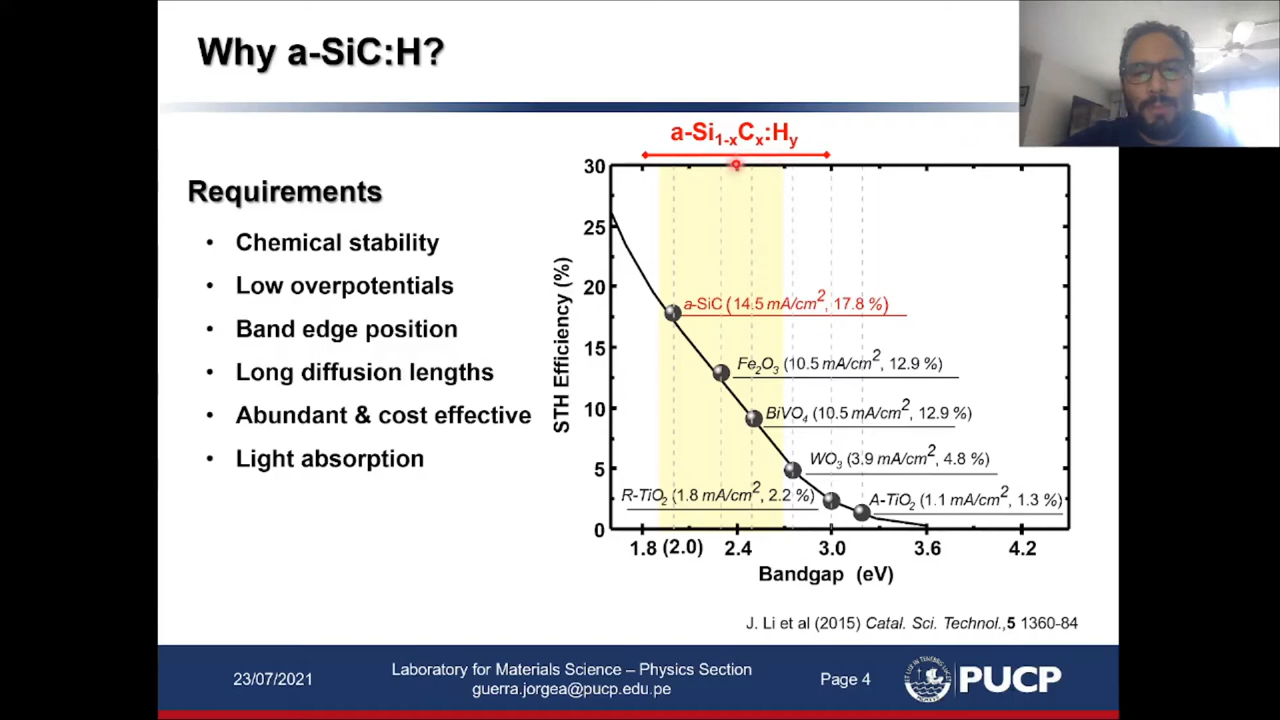 Why a-SiC:H?
Requirements
• Chemical stability
• Low overpotentials
• Band edge position
• Long diffusion lengths
• Abundant & cost effective
• Light absorption
a-Si1-xCx:Hy
30
25
20
15
10
5
0
STH Efficiency (%)
a-SiC (14.5 mA/cm2, 17.8 %)
Fe2O3 (10.5 mA/cm2, 12.9 %)
BiVO4 (10.5 mA/cm2, 12.9 %)
WO3 (3.9 mA/cm2, 4.8 %)
R-TiO2 (1.8 mA/cm2, 2.2 %)
A-TiO2 (1.1 mA/cm2, 1.3 %)
1.8 (2.0) 2.4 3.0 3.6 4.2
Bandgap (eV)
J. Li et al (2015) Catal. Sci. Technol.,5 1360-84
23/07/2021
Laboratory for Materials Science – Physics Section
guerra.jorgea@pucp.edu.pe
Page 4
PUCP